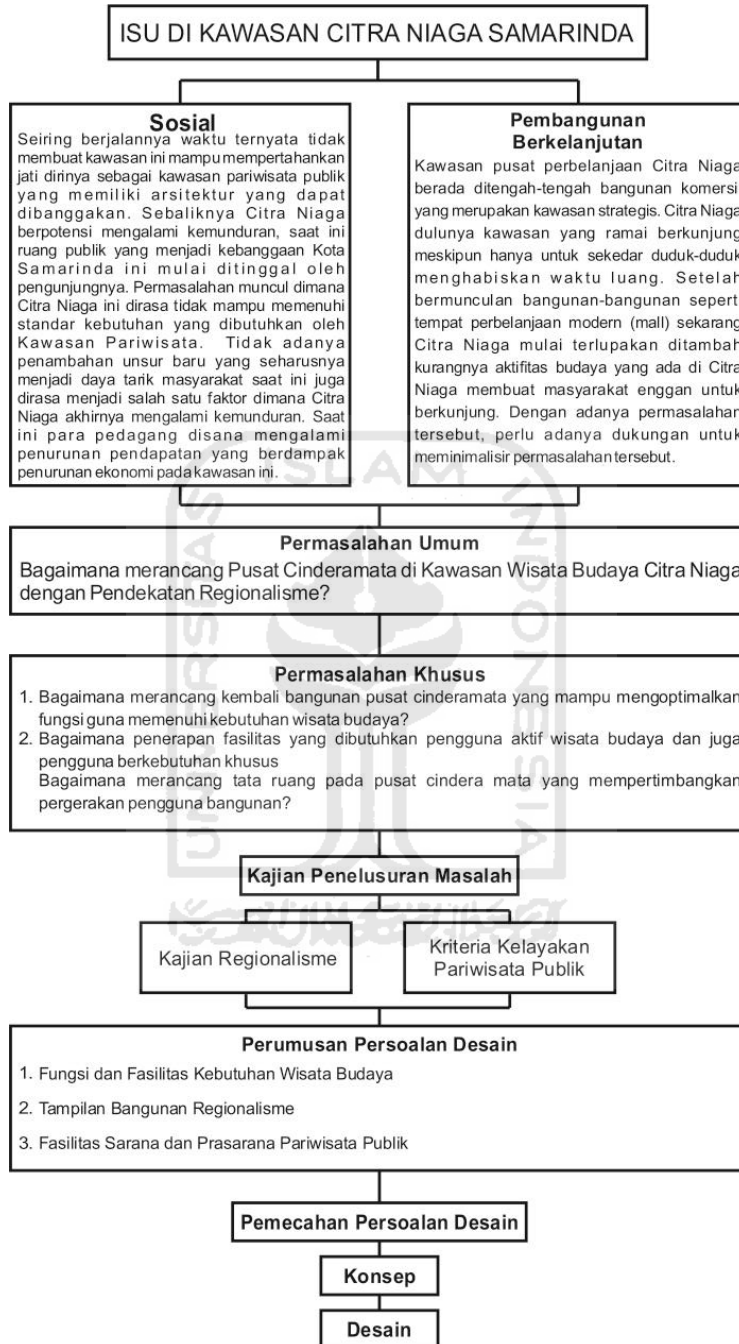 ISU DI KAWASAN CITRA NIAGA SAMARINDA
Sosial
Seiring berjalannya waktu ternyata tidak
membuat kawasan ini mampu mempertahankan
jati dirinya sebagai kawasan pariwisata publik
yang memiliki arsitektur yang dapat
dibanggakan. Sebaliknya Citra Niaga
berpotensi mengalami kemunduran, saat ini
ruang publik yang menjadi kebanggaan Kota
Samarinda ini mulai ditinggal oleh
pengunjungnya. Permasalahan muncul dimana
Citra Niaga ini dirasa tidak mampu memenuhi
standar kebutuhan yang dibutuhkan oleh
Kawasan Pariwisata. Tidak adanya
penambahan unsur baru yang seharusnya
menjadi daya tarik masyarakat saat ini juga
dirasa menjadi salah satu faktor dimana Citra
Niaga akhirnya mengalami kemunduran. Saat
ini para pedagang disana mengalami
penurunan pendapatan yang berdampak
penurunan ekonomi pada kawasan ini.
Pembangunan
Berkelanjutan
Kawasan pusat perbelanjaan Citra Niaga
berada ditengah-tengah bangunan komersi
yang merupakan kawasan strategis. Citra Niaga
dulunya kawasan yang ramai berkunjung
meskipun hanya untuk sekedar duduk-duduk
menghabiskan waktu luang. Setelah
bermunculan bangunan-bangunan sepert
tempat perbelanjaan modern (mall) sekarang
Citra Niaga mulai terlupakan ditambah
kurangnya aktifitas budaya yang ada di Citra
Niaga membuat masyarakat enggan untuk
berkunjung. Dengan adanya permasalahan
tersebut, perlu adanya dukungan untuk
meminimalisir permasalahan tersebut.
Permasalahan Umum
Bagaimana merancang Pusat Cinderamata di Kawasan Wisata Budaya Citra Niaga
dengan Pendekatan Regionalisme?
Permasalahan Khusus
1. Bagaimana merancang kembali bangunan pusat cinderamata yang mampu mengoptimalkan
fungsi guna memenuhi kebutuhan wisata budaya?
2. Bagaimana penerapan fasilitas yang dibutuhkan pengguna aktif wisata budaya dan juga
pengguna berkebutuhan khusus
Bagaimana merancang tata ruang pada pusat cindera mata yang mempertimbangkan
pergerakan pengguna bangunan?
Kajian Penelusuran Masalah
Kajian Regionalisme
Kriteria Kelayakan
Pariwisata Publik
Perumusan Persoalan Desain
1. Fungsi dan Fasilitas Kebutuhan Wisata Budaya
2. Tampilan Bangunan Regionalisme
3. Fasilitas Sarana dan Prasarana Pariwisata Publik
Pemecahan Persoalan Desain
Konsep
Desain
UNIVERSITAS ISLAM INDONESIA